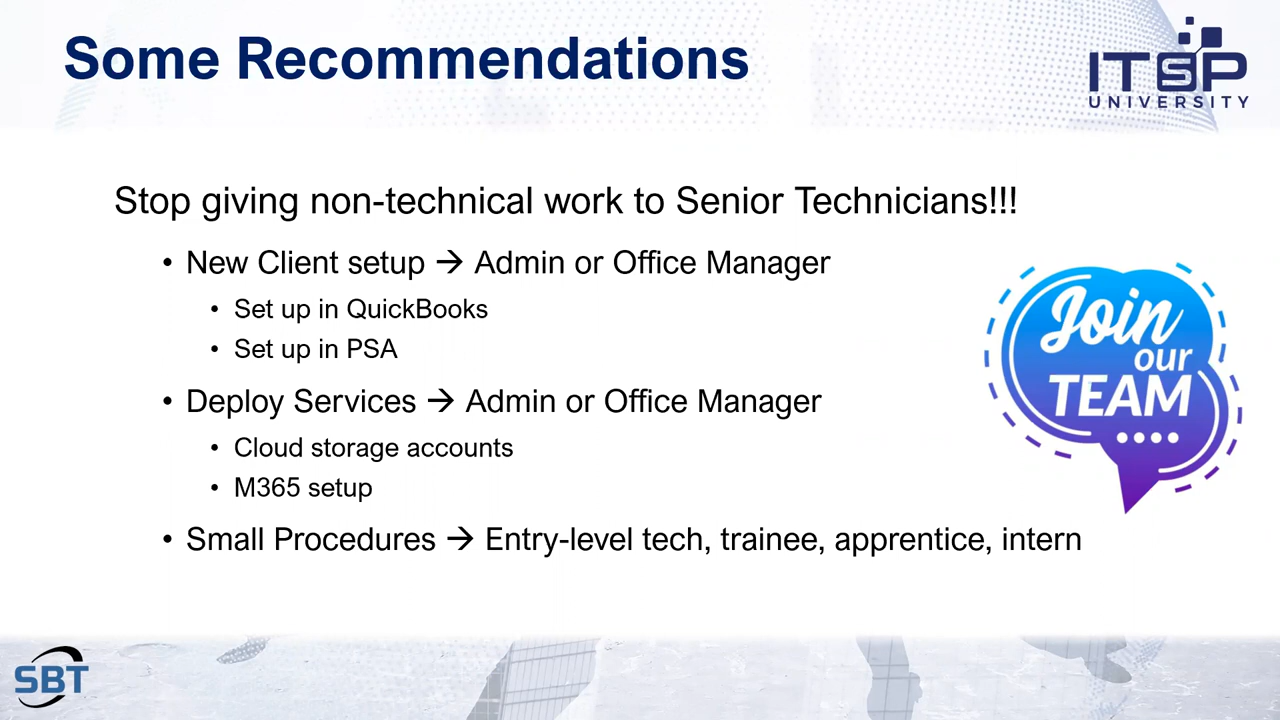 Some Recommendations
ITSP
UNIVERSITY
Stop giving non-technical work to Senior Technicians!!!
• New Client setup → Admin or Office Manager
• Set up in QuickBooks
• Set up in PSA
• Deploy Services → Admin or Office Manager
• Cloud storage accounts
• M365 setup
• Small Procedures → Entry-level tech, trainee, apprentice, intern
Join
our
TEAM
SBT